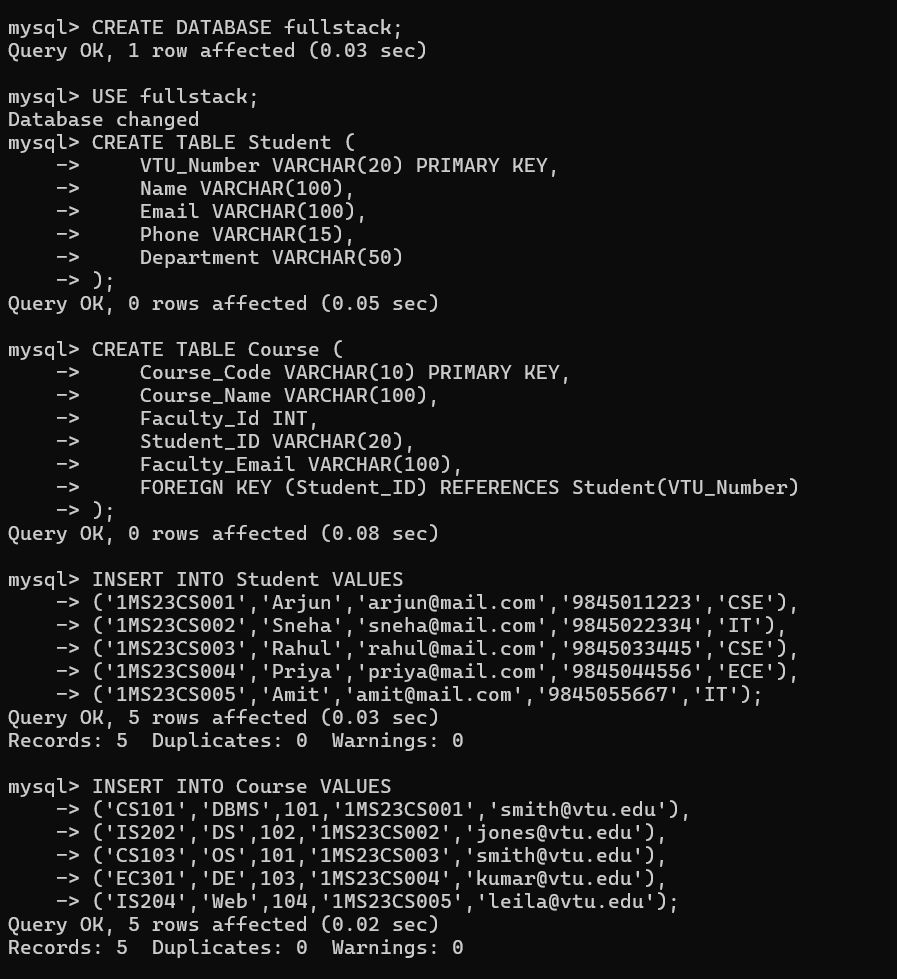 mysql> CREATE DATABASE fullstack;
Query OK, 1 row affected (0.03 sec)

mysql> USE fullstack;
Database changed
mysql> CREATE TABLE Student (
    ->     VTU_Number VARCHAR(20) PRIMARY KEY,
    ->     Name VARCHAR(100),
    ->     Email VARCHAR(100),
    ->     Phone VARCHAR(15),
    ->     Department VARCHAR(50)
    -> );
Query OK, 0 rows affected (0.05 sec)

mysql> CREATE TABLE Course (
    ->     Course_Code VARCHAR(10) PRIMARY KEY,
    ->     Course_Name VARCHAR(100),
    ->     Faculty_Id INT,
    ->     Student_ID VARCHAR(20),
    ->     Faculty_Email VARCHAR(100),
    ->     FOREIGN KEY (Student_ID) REFERENCES Student(VTU_Number)
    -> );
Query OK, 0 rows affected (0.08 sec)

mysql> INSERT INTO Student VALUES
    -> ('1MS23CS001','Arjun','arjun@mail.com','9845011223','CSE'),
    -> ('1MS23CS002','Sneha','sneha@mail.com','9845022334','IT'),
    -> ('1MS23CS003','Rahul','rahul@mail.com','9845033445','CSE'),
    -> ('1MS23CS004','Priya','priya@mail.com','9845044556','ECE'),
    -> ('1MS23CS005','Amit','amit@mail.com','9845055667','IT');
Query OK, 5 rows affected (0.03 sec)
Records: 5  Duplicates: 0  Warnings: 0

mysql> INSERT INTO Course VALUES
    -> ('CS101','DBMS',101,'1MS23CS001','smith@vtu.edu'),
    -> ('IS202','DS',102,'1MS23CS002','jones@vtu.edu'),
    -> ('CS103','OS',101,'1MS23CS003','smith@vtu.edu'),
    -> ('EC301','DE',103,'1MS23CS004','kumar@vtu.edu'),
    -> ('IS204','Web',104,'1MS23CS005','leila@vtu.edu');
Query OK, 5 rows affected (0.02 sec)
Records: 5  Duplicates: 0  Warnings: 0